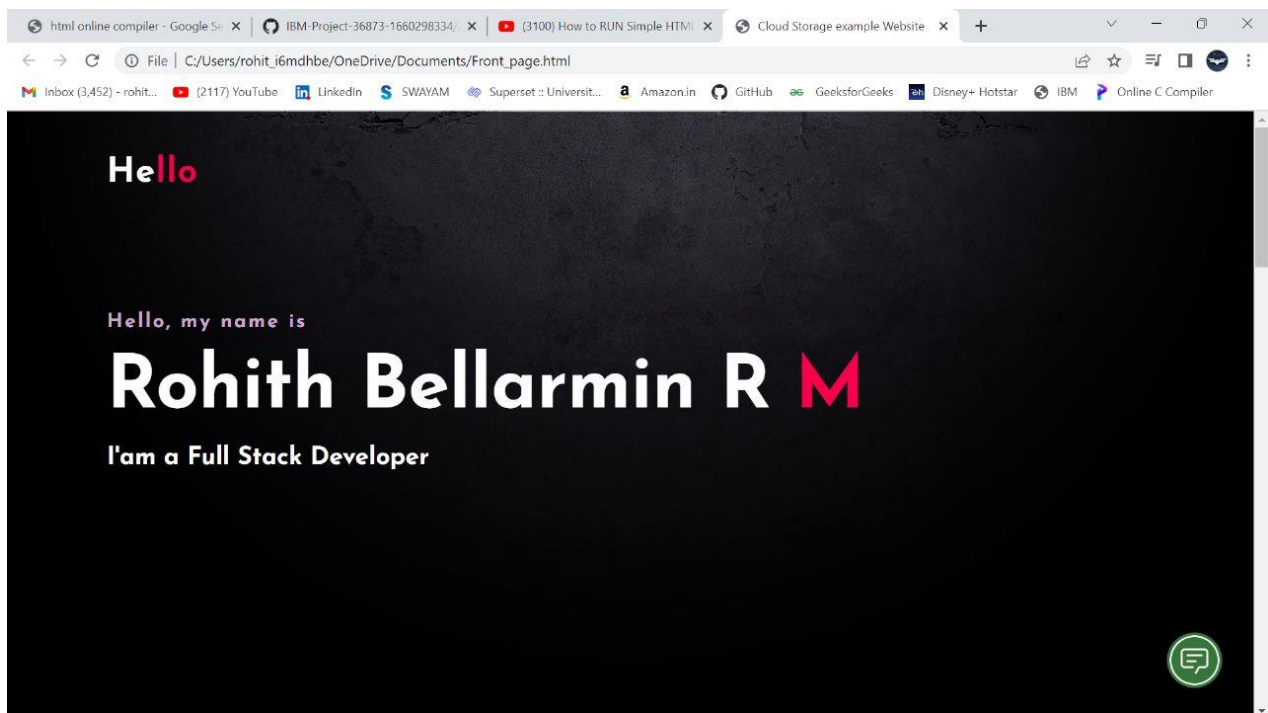 html online compiler - Google Se
IBM-Project-36873-1660298334/
(3100) How to RUN Simple HTML
Cloud Storage example Website
File | C:/Users/rohit_i6mdhbe/OneDrive/Documents/Front_page.html
Inbox (3,452) - rohit...
(2117) YouTube
LinkedIn
SWAYAM
Superset :: Universit...
Amazon.in
GitHub
GeeksforGeeks
Disney+ Hotstar
IBM
Online C Compiler
Hello
Hello, my name is
Rohith Bellarmin R M
I'am a Full Stack Developer